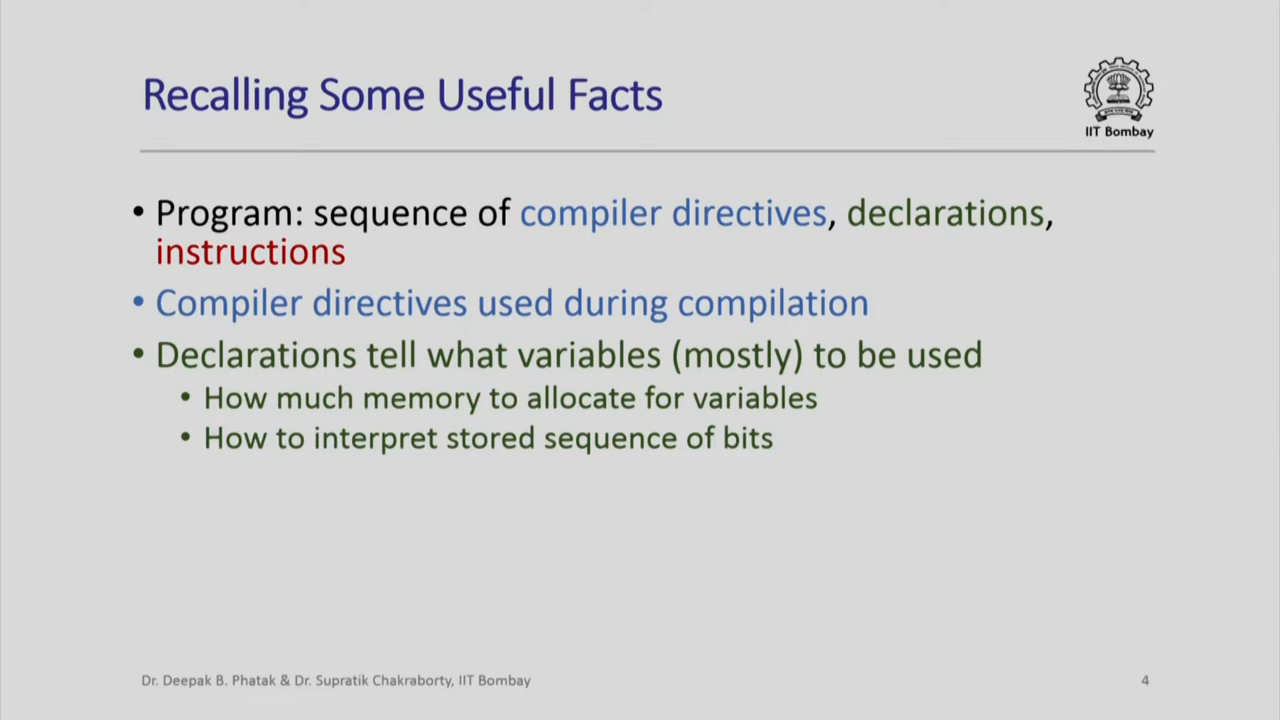 Recalling Some Useful Facts
IIT Bombay
• Program: sequence of compiler directives, declarations,
instructions
• Compiler directives used during compilation
• Declarations tell what variables (mostly) to be used
• How much memory to allocate for variables
• How to interpret stored sequence of bits
Dr. Deepak B. Phatak & Dr. Supratik Chakraborty, IIT Bombay
4